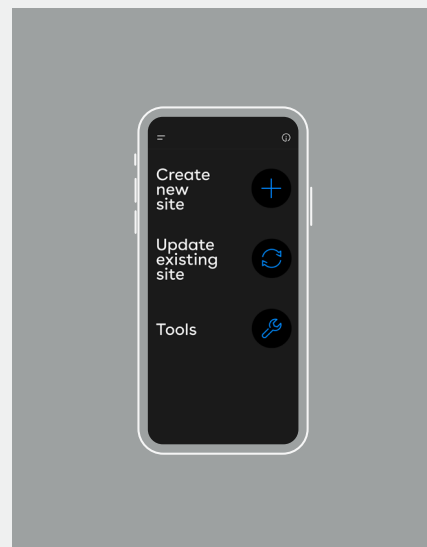 Create
new
site
Update
existing
site
Tools